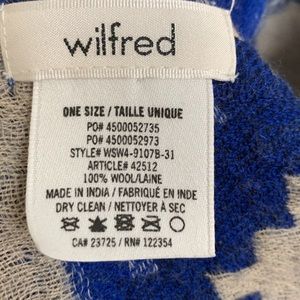 wilfred
ONE SIZE / TAILLE UNIQUE
PO# 4500052735
PO# 4500052973
STYLE# WSW4-9107B-31
ARTICLE# 42512
100% WOOL/LAINE
MADE IN INDIA / FABRIQUÉ EN INDE
DRY CLEAN / NETTOYER À SEC
CA# 23725 / RN# 122354